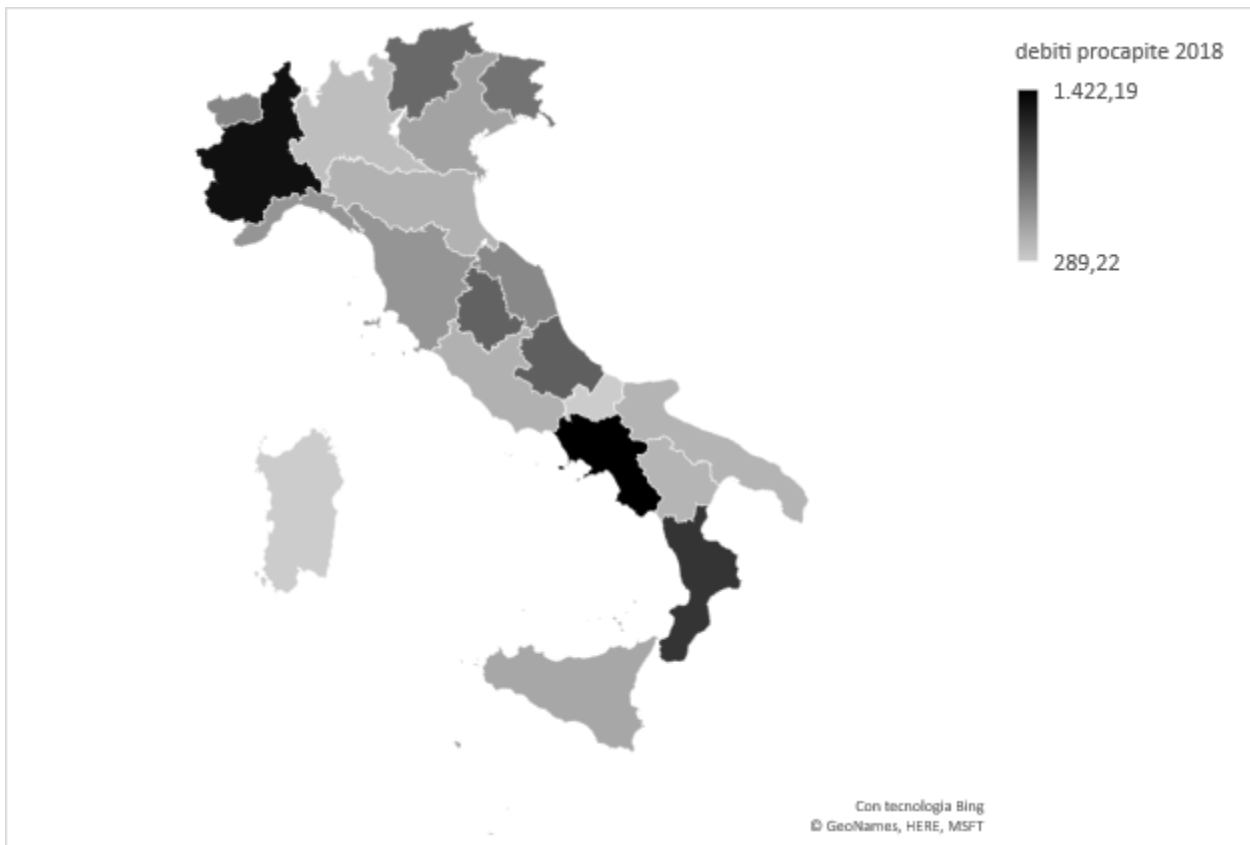 debiti procapite 2018
1.422,19
289,22
Con tecnologia Bing
© GeoNames, HERE, MSFT